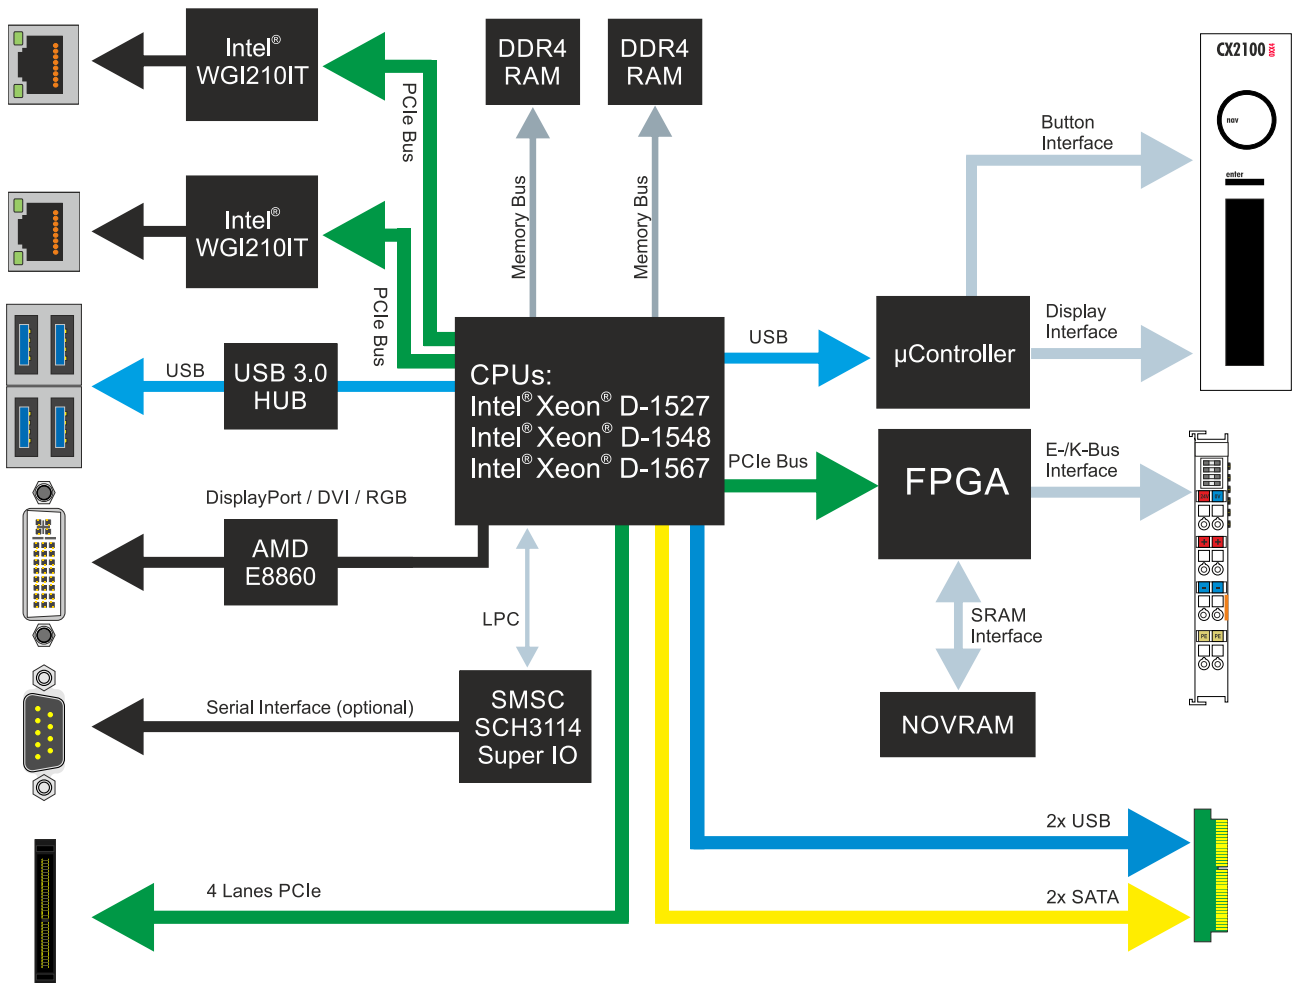 Intel®
WGI210IT
PCIe Bus
DDR4
RAM
DDR4
RAM
CX2100
nav
enter
Button
Interface
Intel®
WGI210IT
PCIe Bus
Memory Bus
Memory Bus
Display
Interface
USB
µController
USB
USB 3.0
HUB
CPUs:
Intel® Xeon® D-1527
Intel® Xeon® D-1548
Intel® Xeon® D-1567
PCIe Bus
FPGA
E-/K-Bus
Interface
DisplayPort / DVI / RGB
AMD
E8860
LPC
SRAM
Interface
+ +
- -
PE PE
Serial Interface (optional)
SMSC
SCH3114
Super IO
NOVRAM
2x USB
4 Lanes PCIe
2x SATA